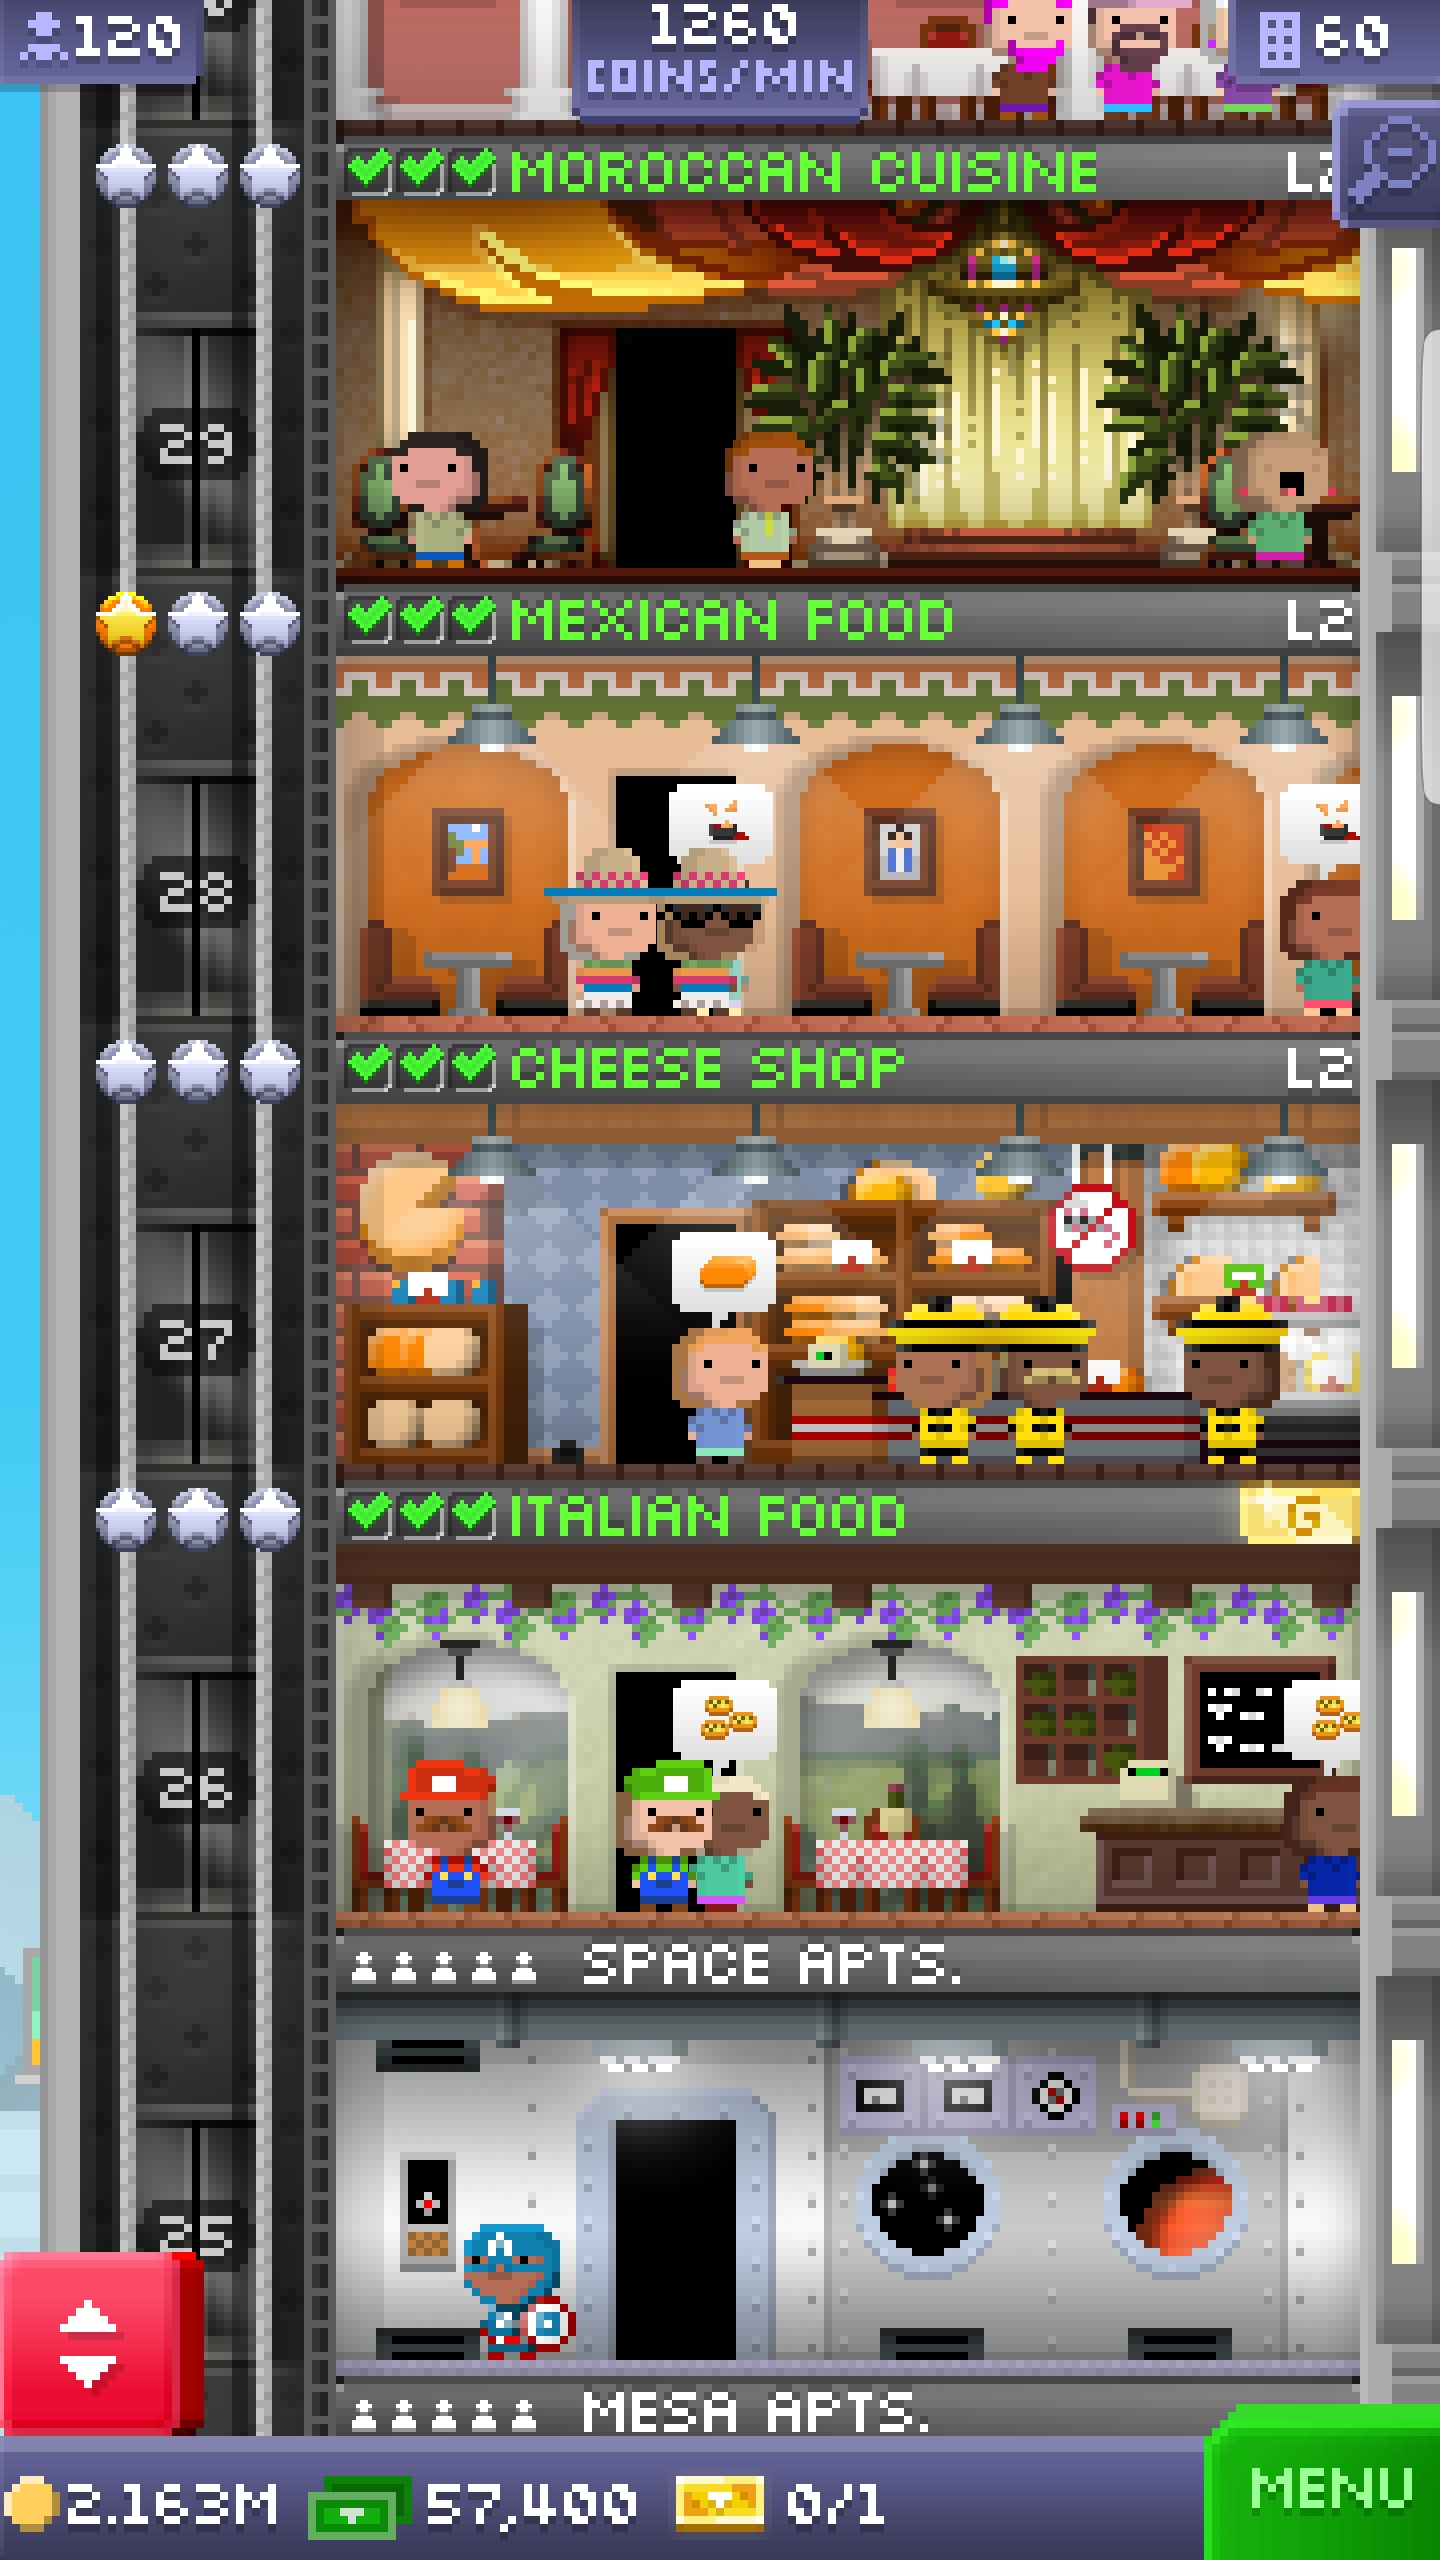 120
1260
COINS/MIN
60
MOROCCAN CUISINE
29
MEXICAN FOOD L2
28
CHEESE SHOP L2
27
ITALIAN FOOD G
26
SPACE APTS.
25
MESA APTS.
2.163M 57,400 0/1
MENU